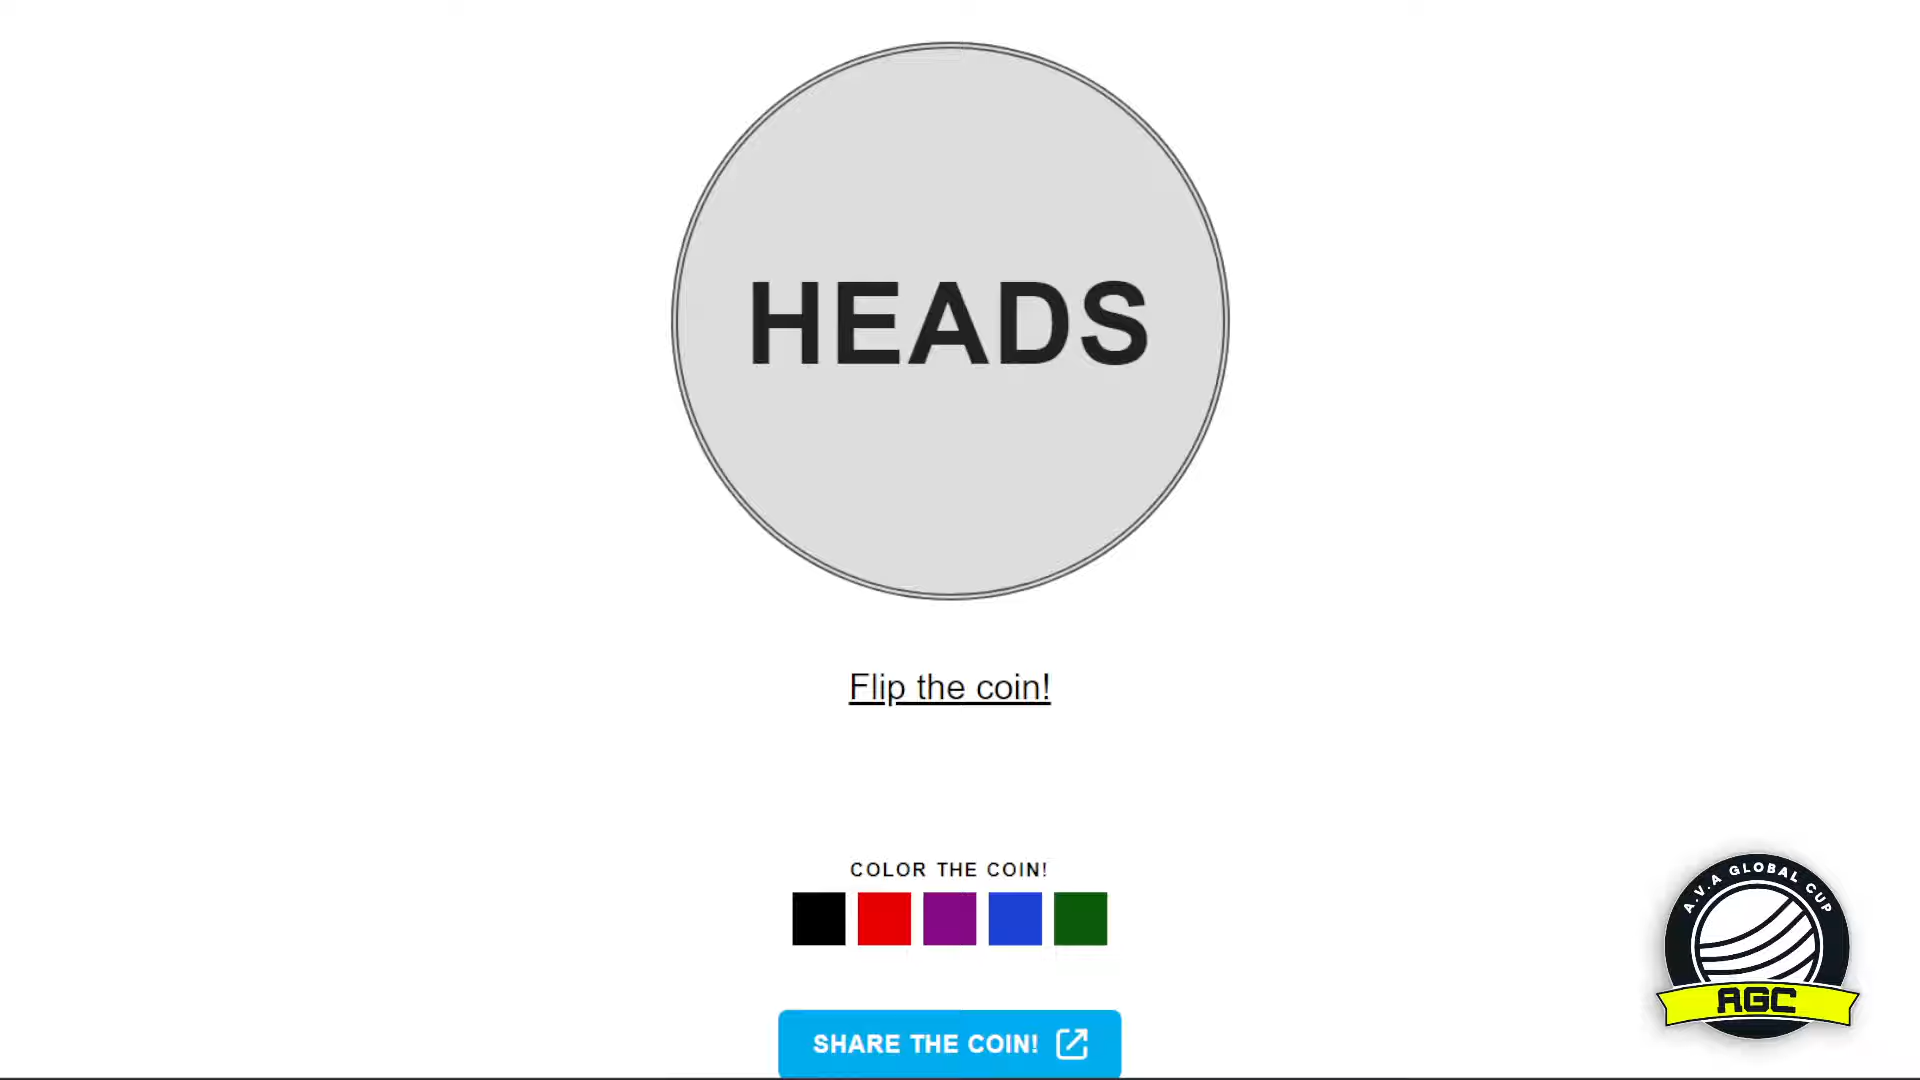 HEADS
Flip the coin!
COLOR THE COIN!
SHARE THE COIN!
A.V.A GLOBAL CUP
AGC